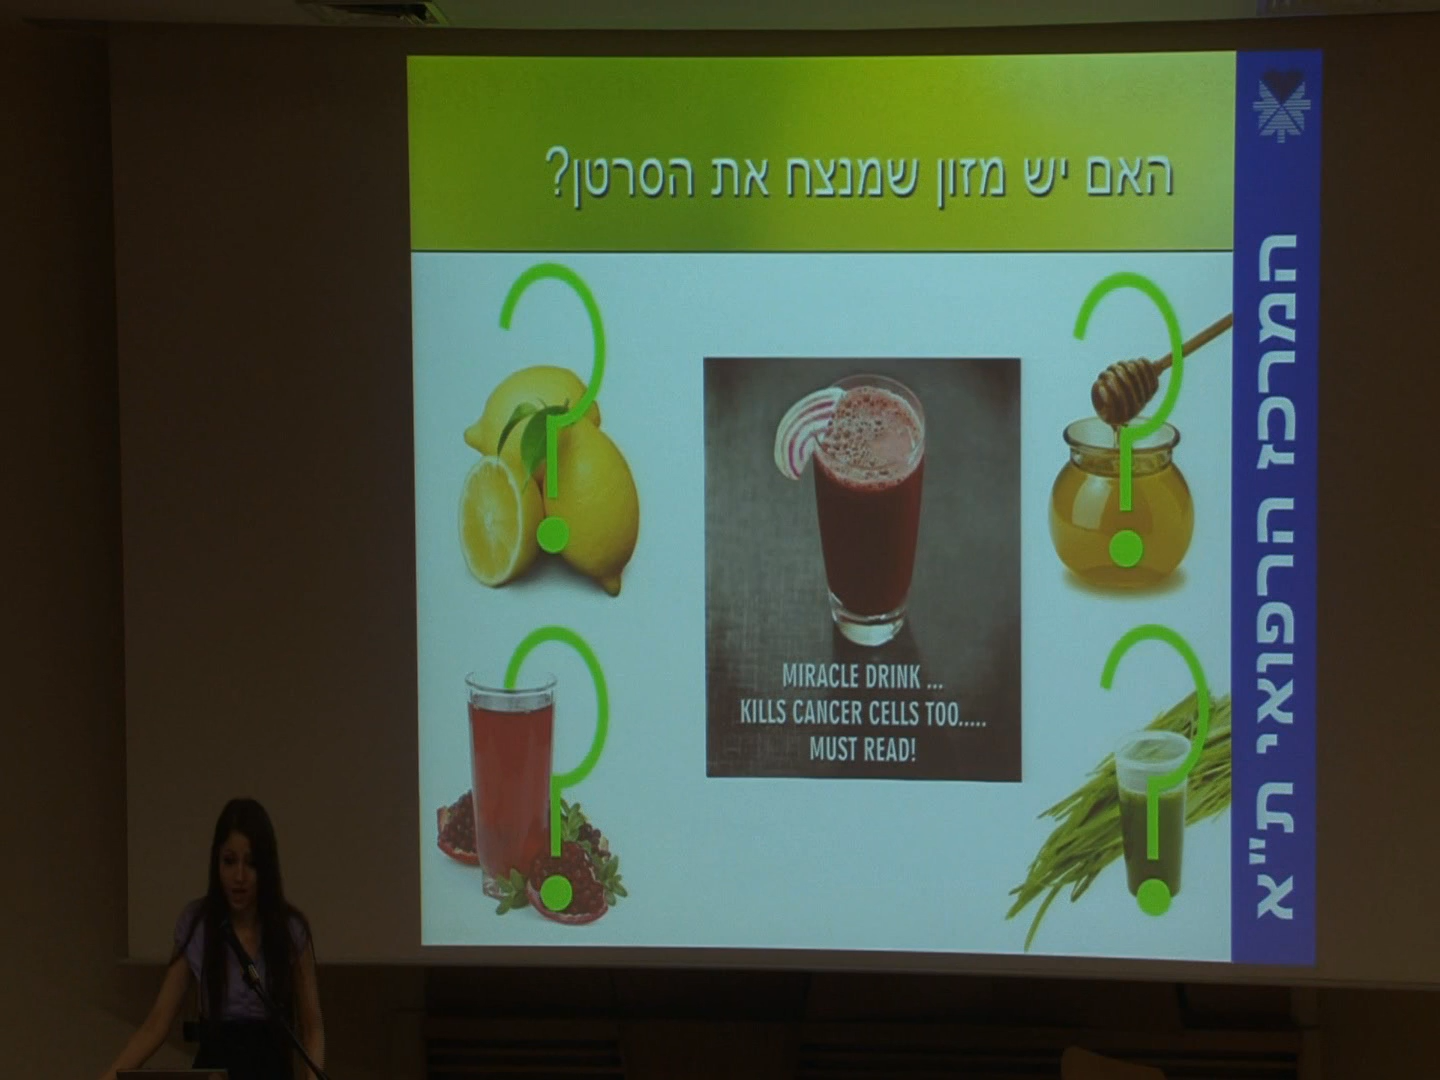 האם יש מזון שמנצח את הסרטן?
MIRACLE DRINK ...
KILLS CANCER CELLS TOO.....
MUST READ!
המרכז הרפואי ת"א